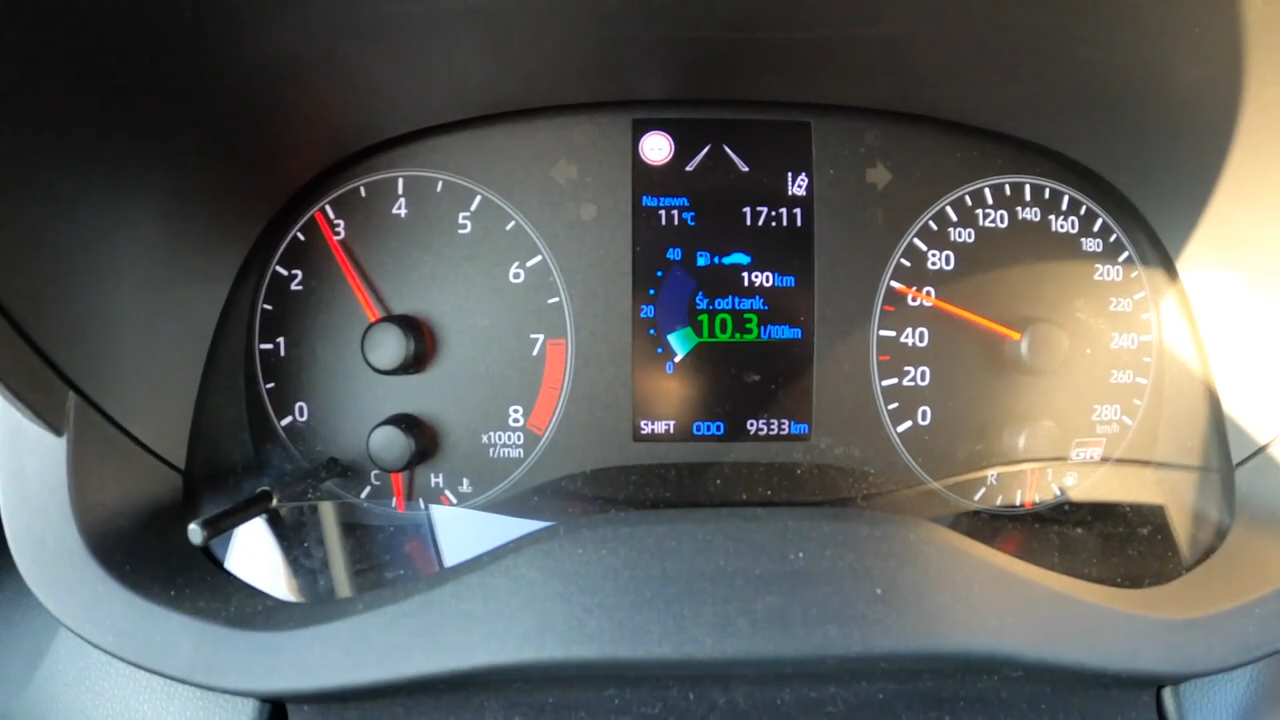 0
1
2
3
4
5
6
7
8
x1000
r/min
C
H
Na zewn.
11°C
17:11
40
190 km
Śr. od tank.
20
10.3 l/100km
0
SHIFT ODO 9533 km
0
20
40
60
80
100
120
140
160
180
200
220
240
260
280
km/h
GR
R
1